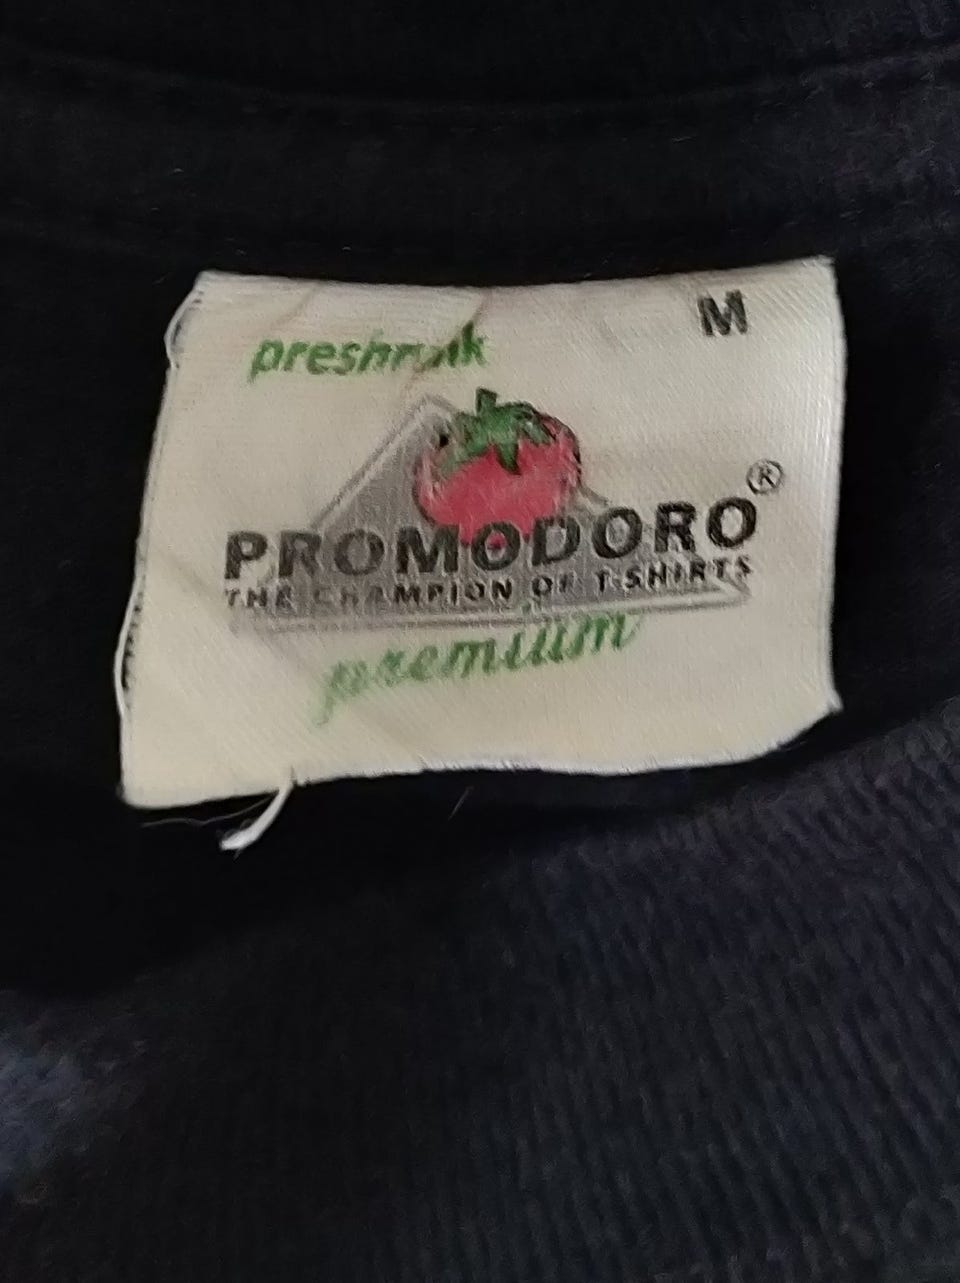 M
preshrunk
PROMODORO®
THE CHAMPION OF T-SHIRTS
premium